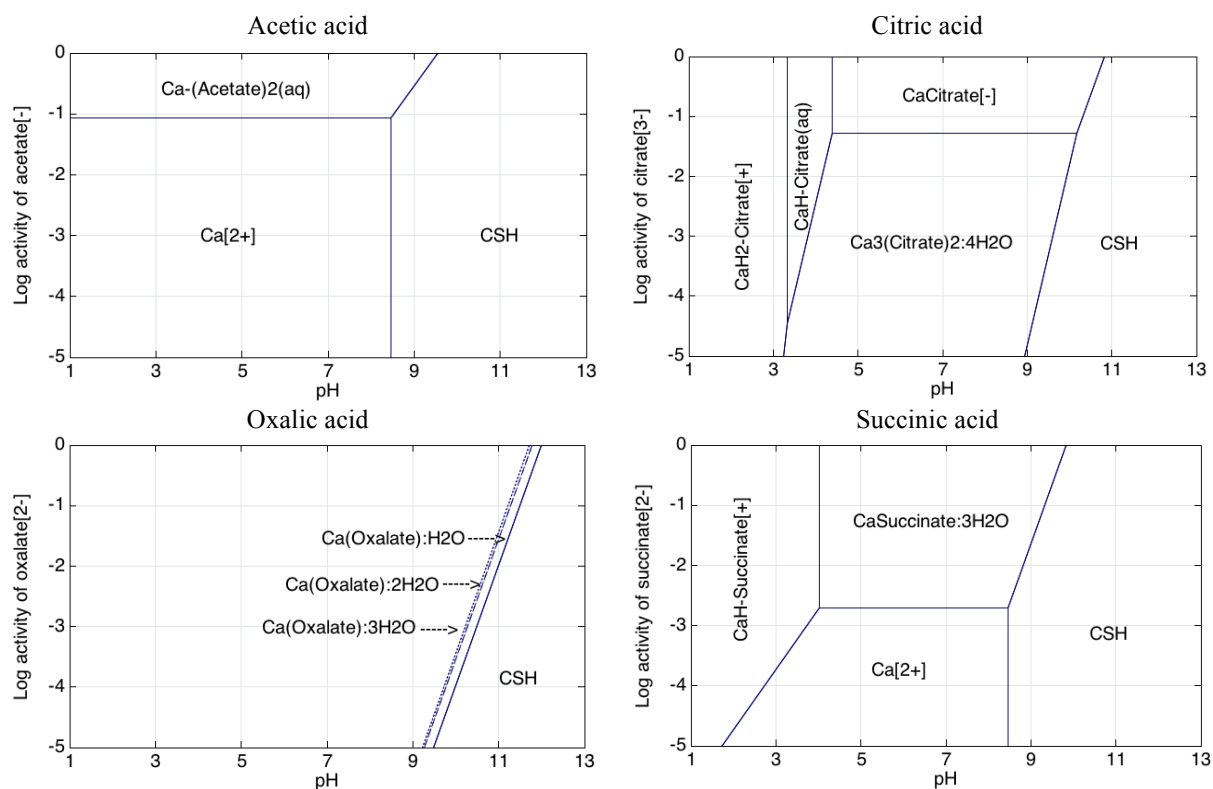 Acetic acid
0
-1
-2
-3
-4
-5
Log activity of acetate[-]
Ca-(Acetate)2(aq)
Ca[2+]
CSH
1 3 5 7 9 11 13
pH
Citric acid
0
-1
-2
-3
-4
-5
Log activity of citrate[3-]
CaH2-Citrate[+]
CaH-Citrate(aq)
CaCitrate[-]
Ca3(Citrate)2:4H2O
CSH
1 3 5 7 9 11 13
pH
Oxalic acid
0
-1
-2
-3
-4
-5
Log activity of oxalate[2-]
Ca(Oxalate):H2O
Ca(Oxalate):2H2O
Ca(Oxalate):3H2O
CSH
1 3 5 7 9 11 13
pH
Succinic acid
0
-1
-2
-3
-4
-5
Log activity of succinate[2-]
CaH-Succinate[+]
CaSuccinate:3H2O
Ca[2+]
CSH
1 3 5 7 9 11 13
pH